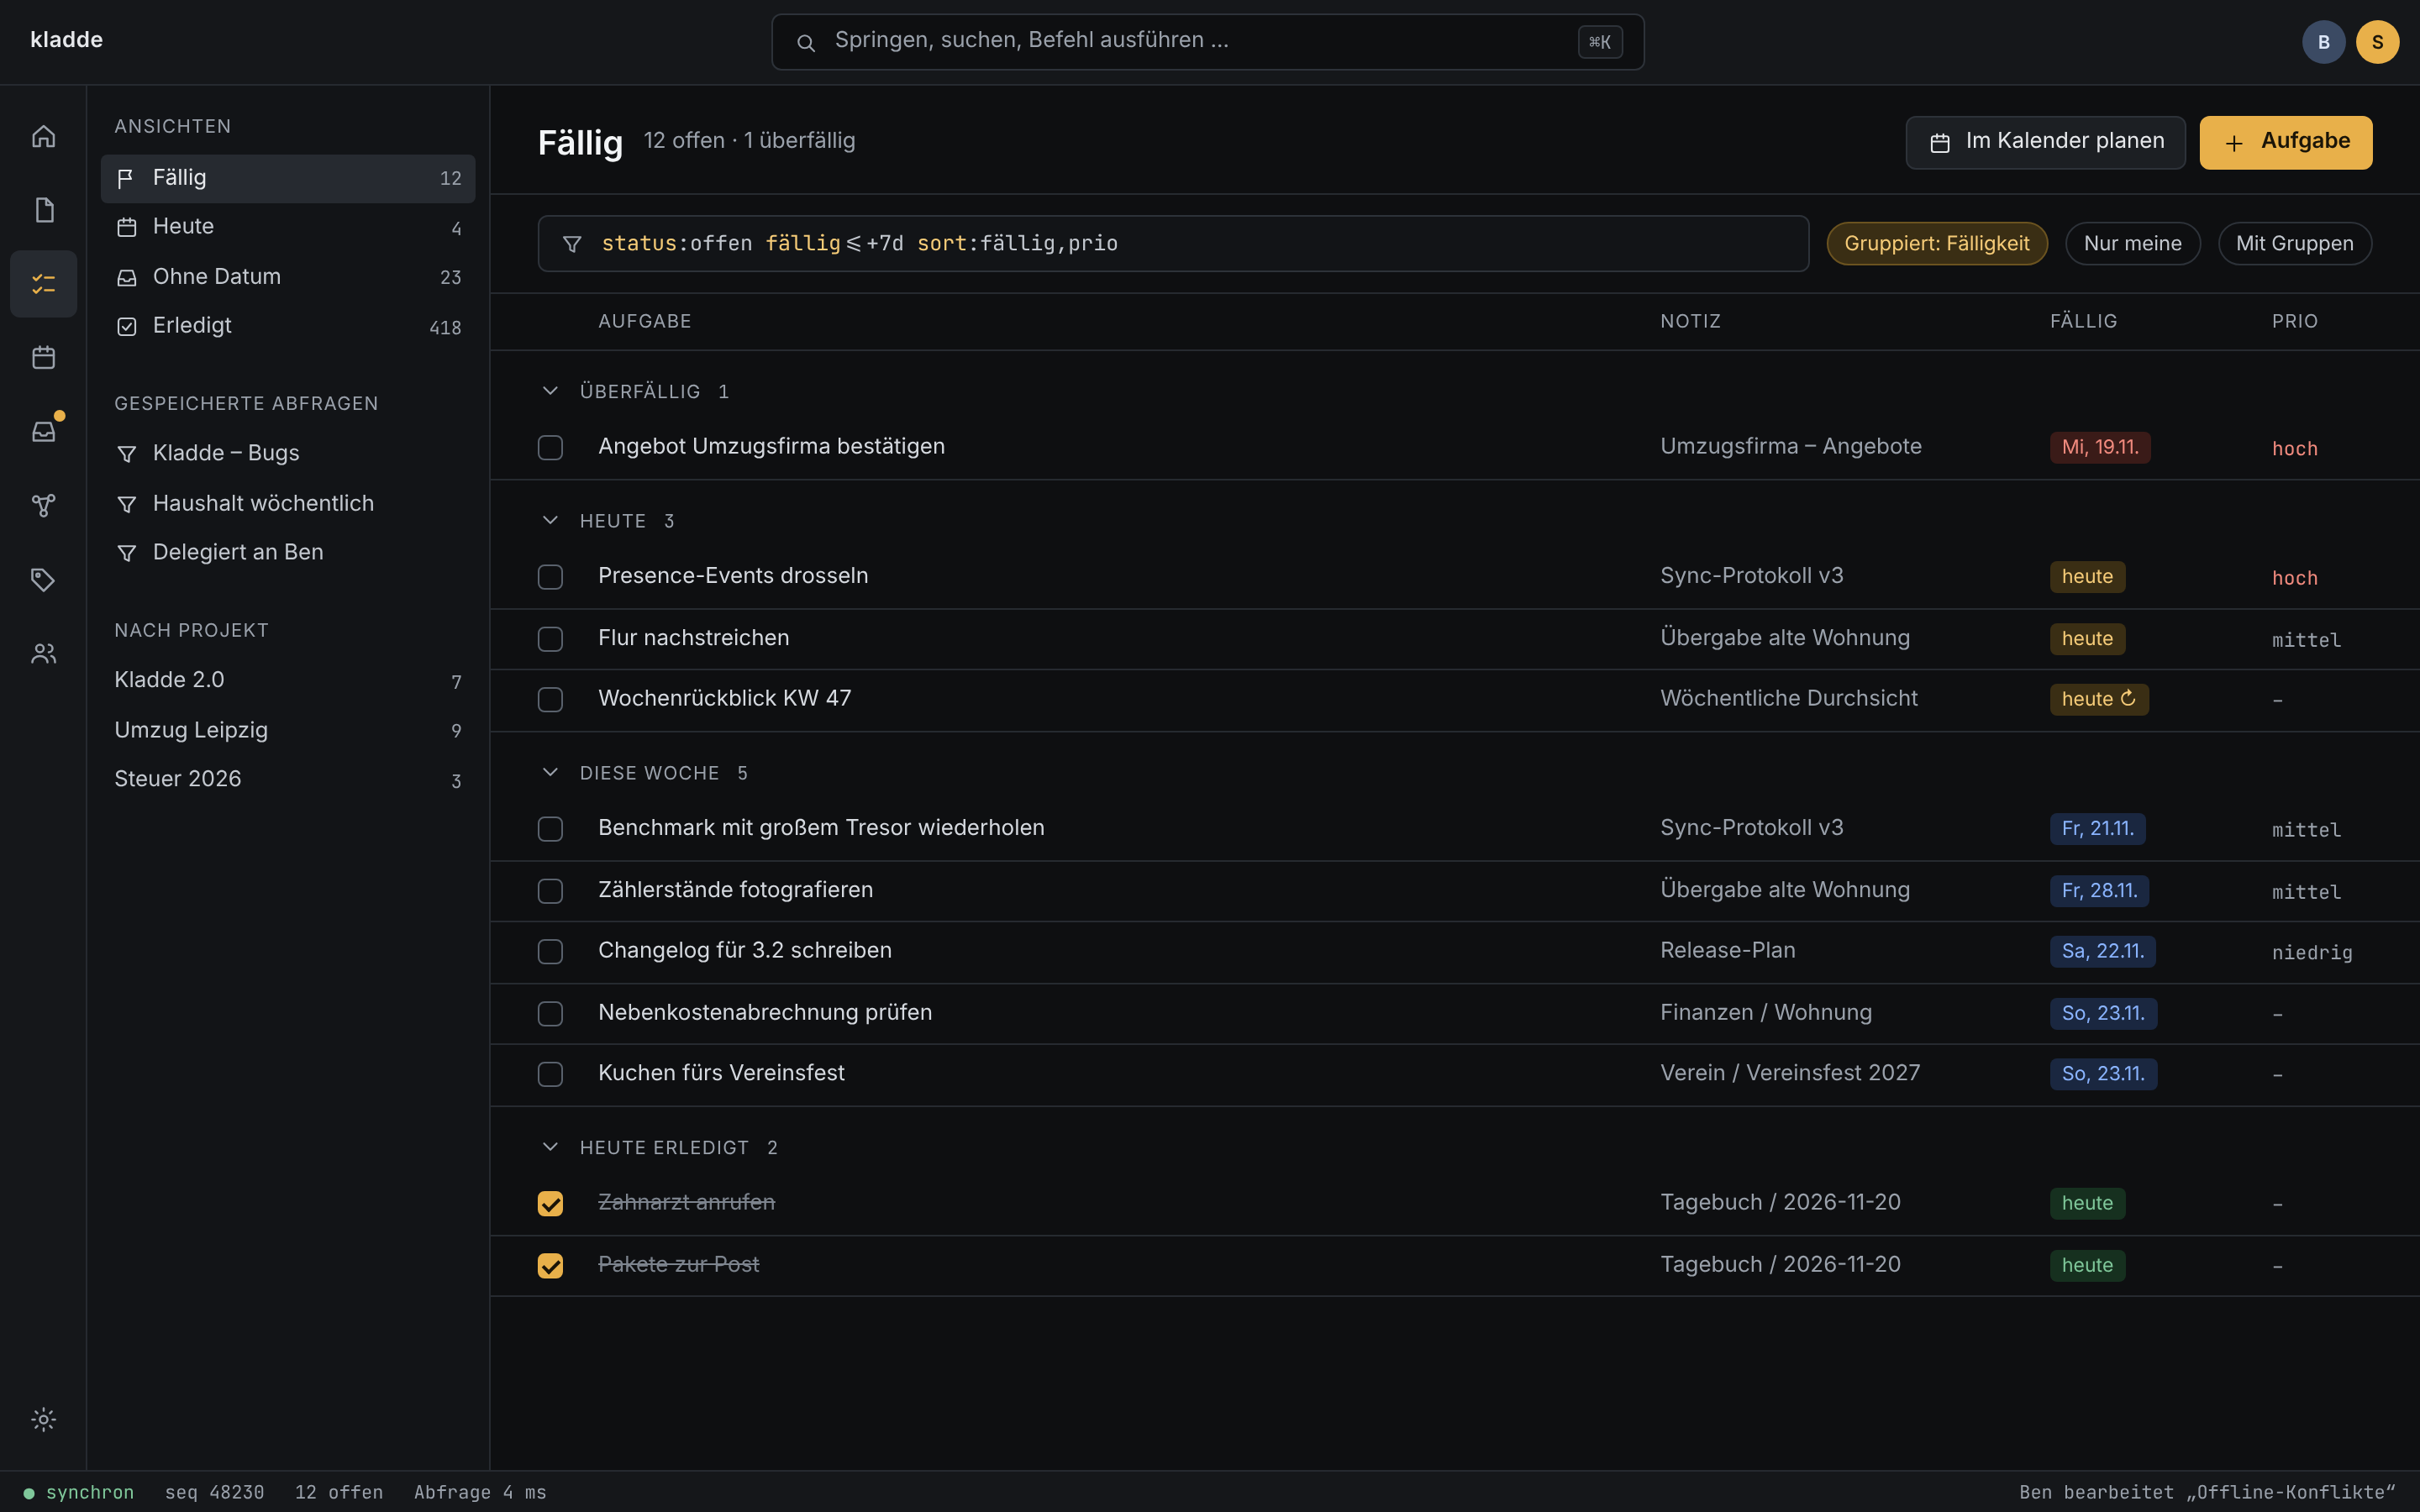 kladde
Springen, suchen, Befehl ausführen …
⌘K
B
S
ANSICHTEN
Fällig 12
Heute 4
Ohne Datum 23
Erledigt 418
GESPEICHERTE ABFRAGEN
Kladde – Bugs
Haushalt wöchentlich
Delegiert an Ben
NACH PROJEKT
Kladde 2.0 7
Umzug Leipzig 9
Steuer 2026 3
Fällig 12 offen · 1 überfällig
Im Kalender planen
Aufgabe
status:offen fällig≤+7d sort:fällig,prio
Gruppiert: Fälligkeit
Nur meine
Mit Gruppen
AUFGABE NOTIZ FÄLLIG PRIO
ÜBERFÄLLIG 1
Angebot Umzugsfirma bestätigen Umzugsfirma – Angebote Mi, 19.11. hoch
HEUTE 3
Presence-Events drosseln Sync-Protokoll v3 heute hoch
Flur nachstreichen Übergabe alte Wohnung heute mittel
Wochenrückblick KW 47 Wöchentliche Durchsicht heute ↻ –
DIESE WOCHE 5
Benchmark mit großem Tresor wiederholen Sync-Protokoll v3 Fr, 21.11. mittel
Zählerstände fotografieren Übergabe alte Wohnung Fr, 28.11. mittel
Changelog für 3.2 schreiben Release-Plan Sa, 22.11. niedrig
Nebenkostenabrechnung prüfen Finanzen / Wohnung So, 23.11. –
Kuchen fürs Vereinsfest Verein / Vereinsfest 2027 So, 23.11. –
HEUTE ERLEDIGT 2
Zahnarzt anrufen Tagebuch / 2026-11-20 heute –
Pakete zur Post Tagebuch / 2026-11-20 heute –
synchron seq 48230 12 offen Abfrage 4 ms
Ben bearbeitet „Offline-Konflikte“